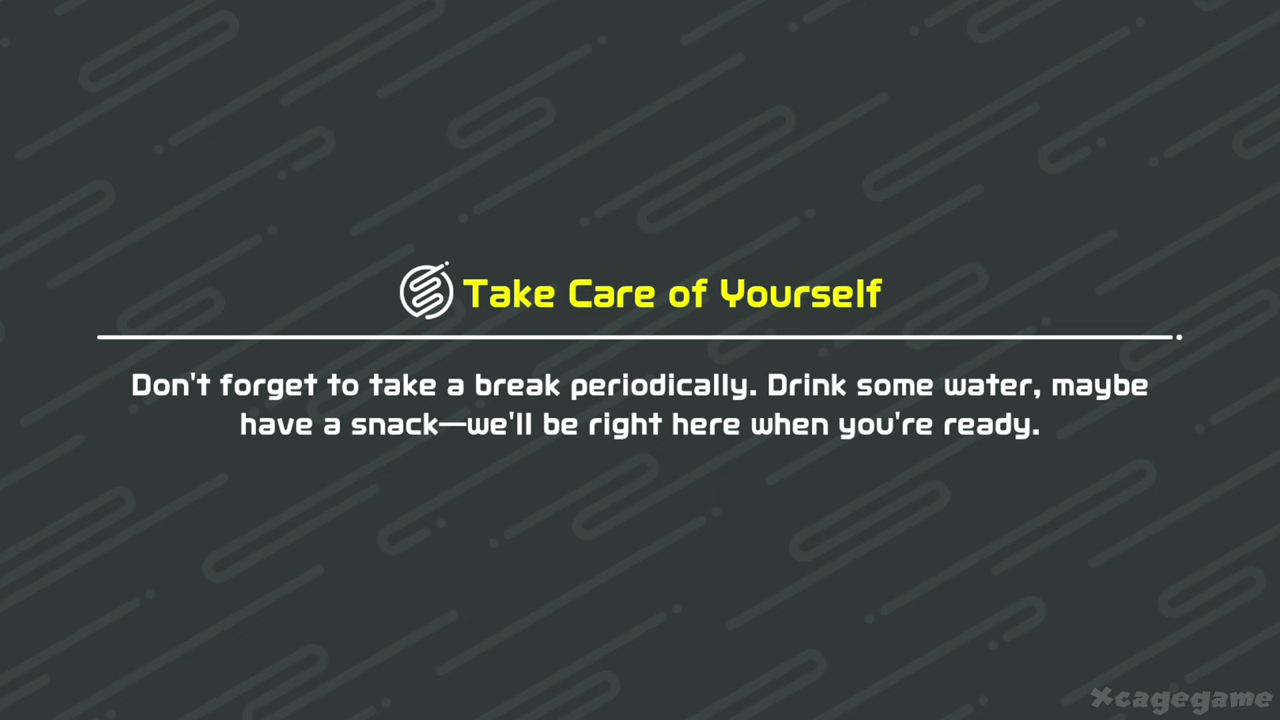 Take Care of Yourself
Don't forget to take a break periodically. Drink some water, maybe
have a snack—we'll be right here when you're ready.
Xcagegame